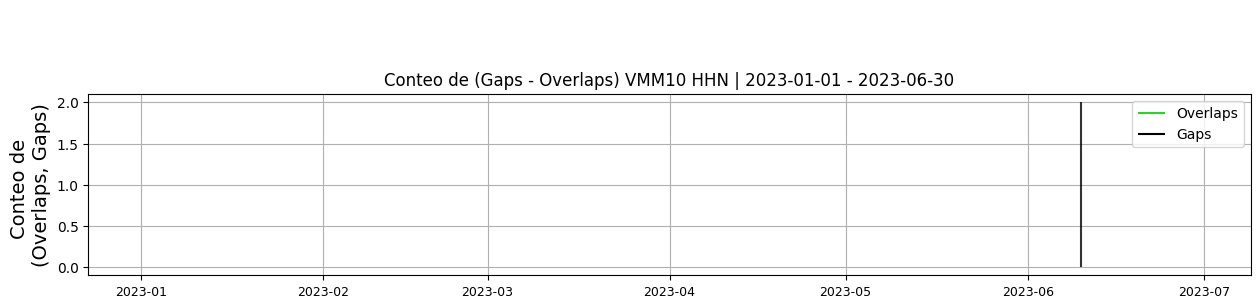 Conteo de (Gaps - Overlaps) VMM10 HHN | 2023-01-01 - 2023-06-30
Conteo de
(Overlaps, Gaps)
2.0
1.5
1.0
0.5
0.0
Overlaps
Gaps
2023-01
2023-02
2023-03
2023-04
2023-05
2023-06
2023-07